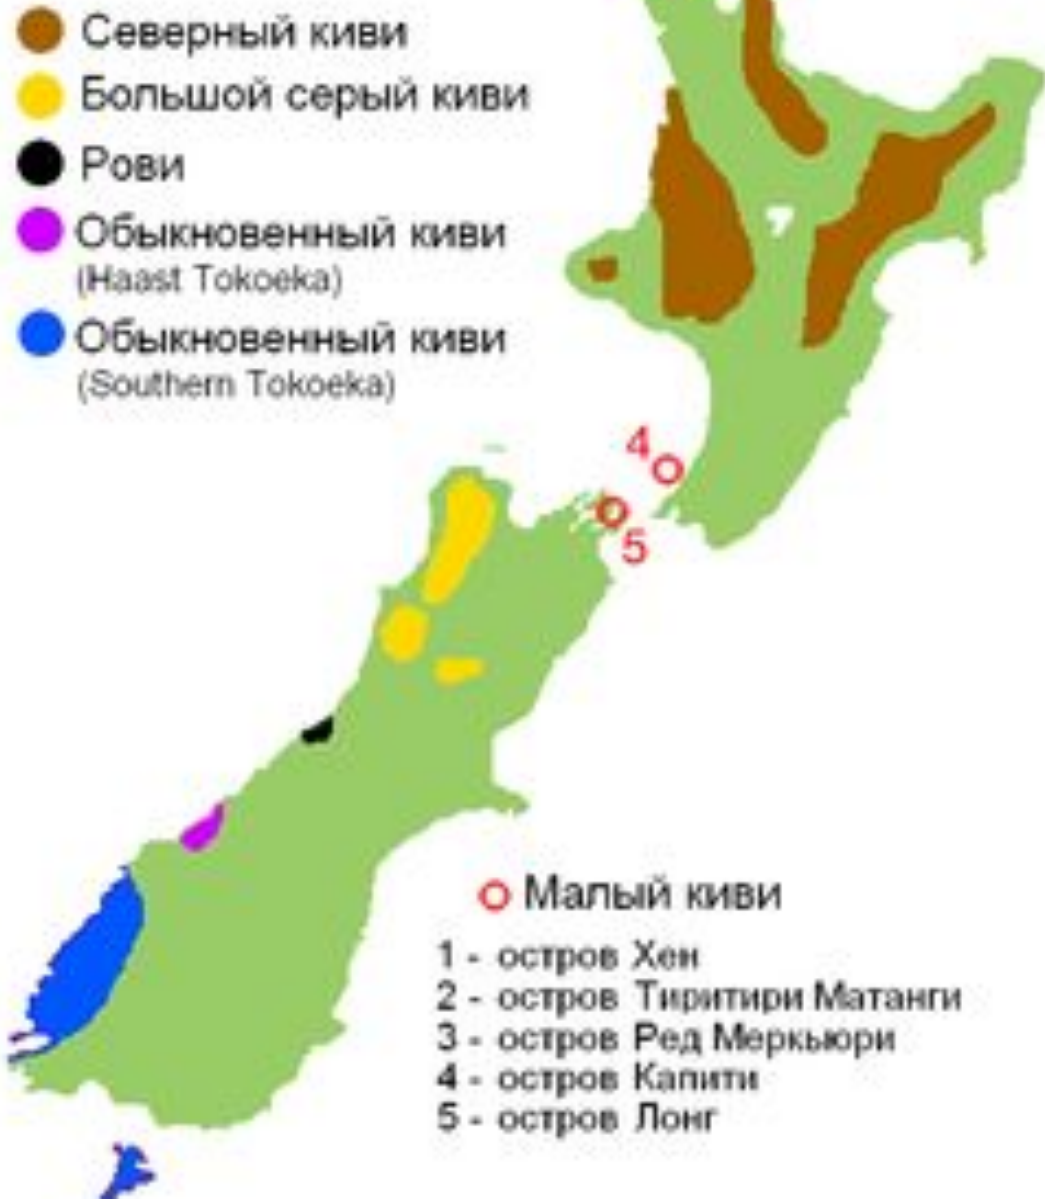 Северный киви
Большой серый киви
Рови
Обыкновенный киви
(Haast Tokoeka)
Обыкновенный киви
(Southern Tokoeka)
4
5
Малый киви
1 - остров Хен
2 - остров Тиритири Матанги
3 - остров Ред Меркьюри
4 - остров Капити
5 - остров Лонг